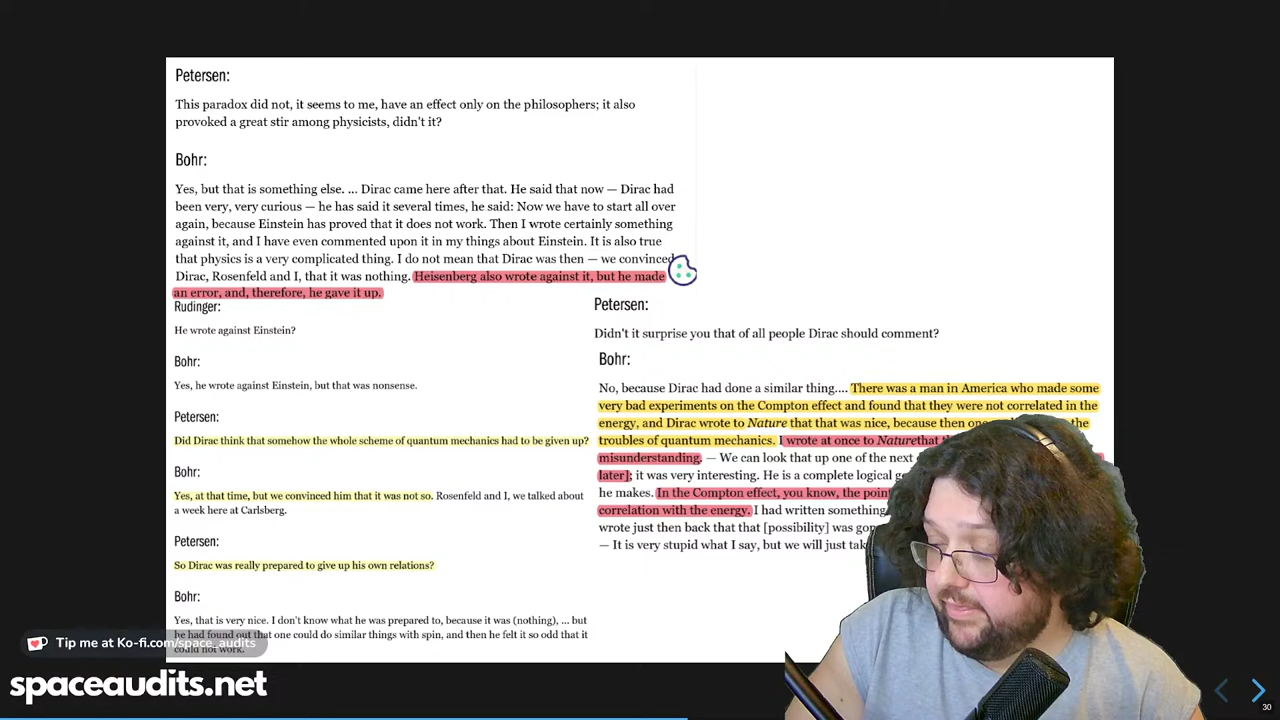 Petersen:
This paradox did not, it seems to me, have an effect only on the philosophers; it also
provoked a great stir among physicists, didn't it?
Bohr:
Yes, but that is something else. ... Dirac came here after that. He said that now — Dirac had
been very, very curious — he has said it several times, he said: Now we have to start all over
again, because Einstein has proved that it does not work. Then I wrote certainly something
against it, and I have even commented upon it in my things about Einstein. It is also true
that physics is a very complicated thing. I do not mean that Dirac was then — we convinced
Dirac, Rosenfeld and I, that it was nothing. Heisenberg also wrote against it, but he made
an error, and, therefore, he gave it up.
Rudinger:
He wrote against Einstein?
Bohr:
Yes, he wrote against Einstein, but that was nonsense.
Petersen:
Did Dirac think that somehow the whole scheme of quantum mechanics had to be given up?
Bohr:
Yes, at that time, but we convinced him that it was not so. Rosenfeld and I, we talked about
a week here at Carlsberg.
Petersen:
So Dirac was really prepared to give up his own relations?
Bohr:
Yes, that is very nice. I don't know what he was prepared to, because it was (nothing), ... but
he had found out that one could do similar things with spin, and then he felt it so odd that it
could not work.
Petersen:
Didn't it surprise you that of all people Dirac should comment?
Bohr:
No, because Dirac had done a similar thing.... There was a man in America who made some
very bad experiments on the Compton effect and found that they were not correlated in the
energy, and Dirac wrote to Nature that that was nice, because then one the
troubles of quantum mechanics. I wrote at once to Nature that
misunderstanding. — We can look that up one of the next
later]; it was very interesting. He is a complete logical
he makes. In the Compton effect, you know, the
correlation with the energy. I had written something
wrote just then back that that [possibility] was
— It is very stupid what I say, but we will just
Tip me at Ko-fi.com/space_audits
spaceaudits.net
30